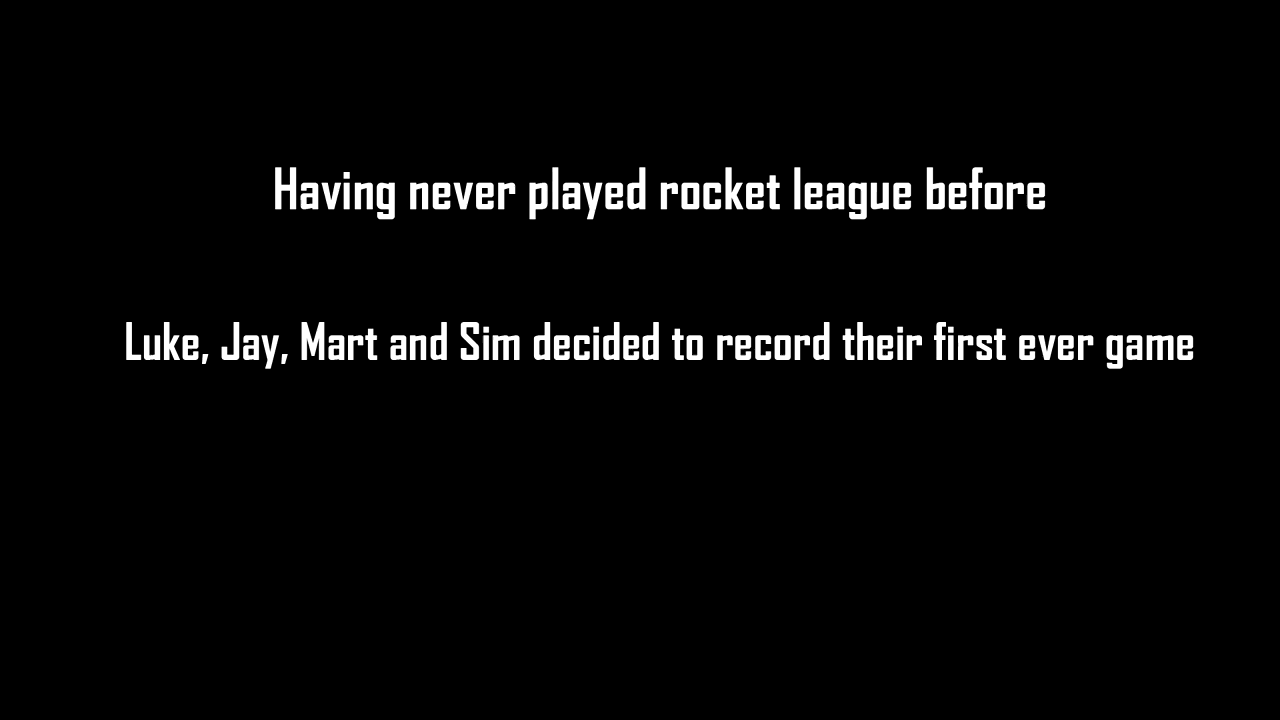 Having never played rocket league before
Luke, Jay, Mart and Sim decided to record their first ever game